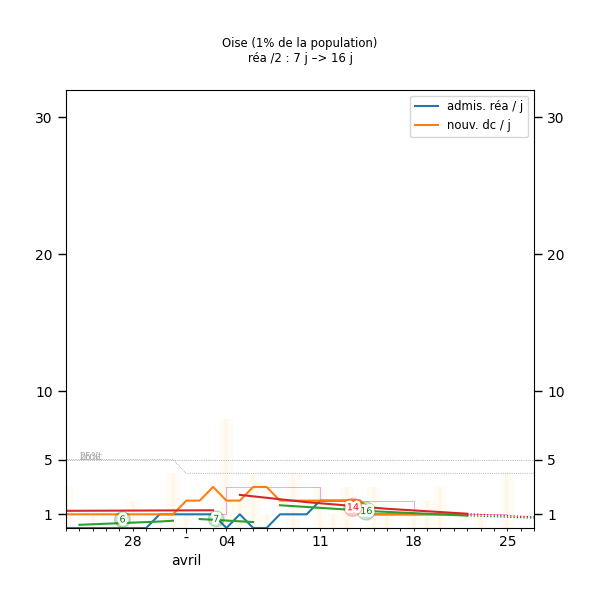 Oise (1% de la population)
réa /2 : 7 j –> 16 j
admis. réa / j
nouv. dc / j
30 30
20 20
10 10
5 5
1 1
14
16
6
7
28 - 04 11 18 25
avril